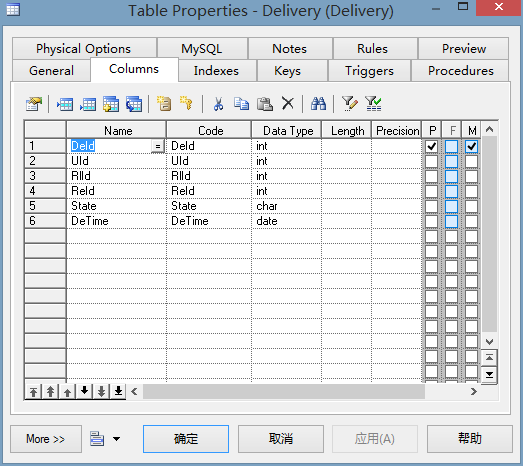 Table Properties - Delivery (Delivery)
Physical Options MySQL Notes Rules Preview
General Columns Indexes Keys Triggers Procedures
Name Code Data Type Length Precision P F M
1 DeId = DeId int
2 UId UId int
3 RIId RIId int
4 ReId ReId int
5 State State char
6 DeTime DeTime date
More >> 确定 取消 应用(A) 帮助